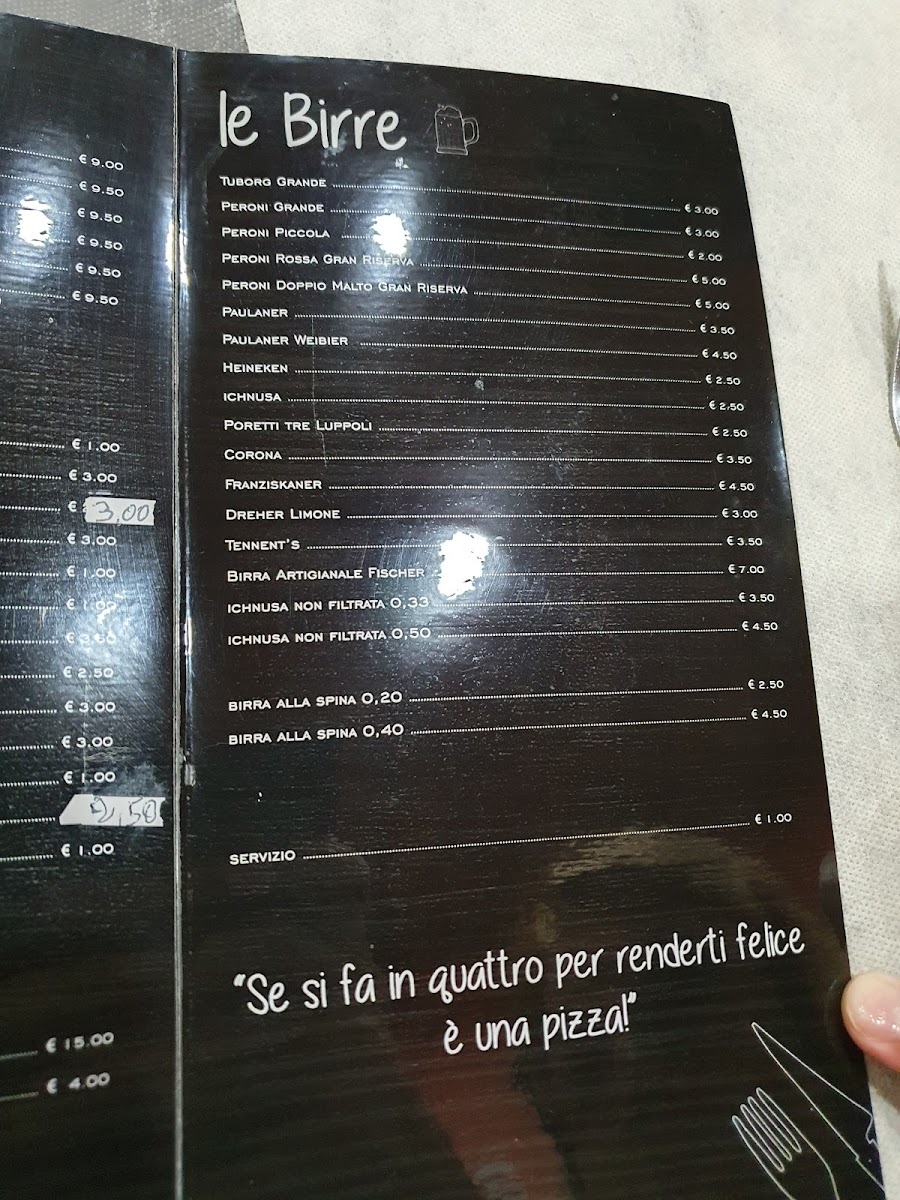 € 9.00
€ 9.50
€ 9.50
€ 9.50
€ 9.50
€ 9.50
€ 1.00
€ 3.00
€ 3,00
€ 3.00
€ 1.00
€ 1.00
€ 2.50
€ 3.00
€ 3.00
€ 1.00
2,50
€ 1.00
€ 15.00
€ 4.00
le Birre
TUBORG GRANDE € 3.00
PERONI GRANDE € 3.00
PERONI PICCOLA € 2.00
PERONI ROSSA GRAN RISERVA € 5.00
PERONI DOPPIO MALTO GRAN RISERVA € 5.00
PAULANER € 3.50
PAULANER WEIBIER € 4.50
HEINEKEN € 2.50
ICHNUSA € 2.50
PORETTI TRE LUPPOLI € 2.50
CORONA € 3.50
FRANZISKANER € 4.50
DREHER LIMONE € 3.00
TENNENT'S € 3.50
BIRRA ARTIGIANALE FISCHER € 7.00
ICHNUSA NON FILTRATA 0,33 € 3.50
ICHNUSA NON FILTRATA 0,50 € 4.50
BIRRA ALLA SPINA 0,20 € 2.50
BIRRA ALLA SPINA 0,40 € 4.50
SERVIZIO € 1.00
"Se si fa in quattro per renderti felice
è una pizza!"